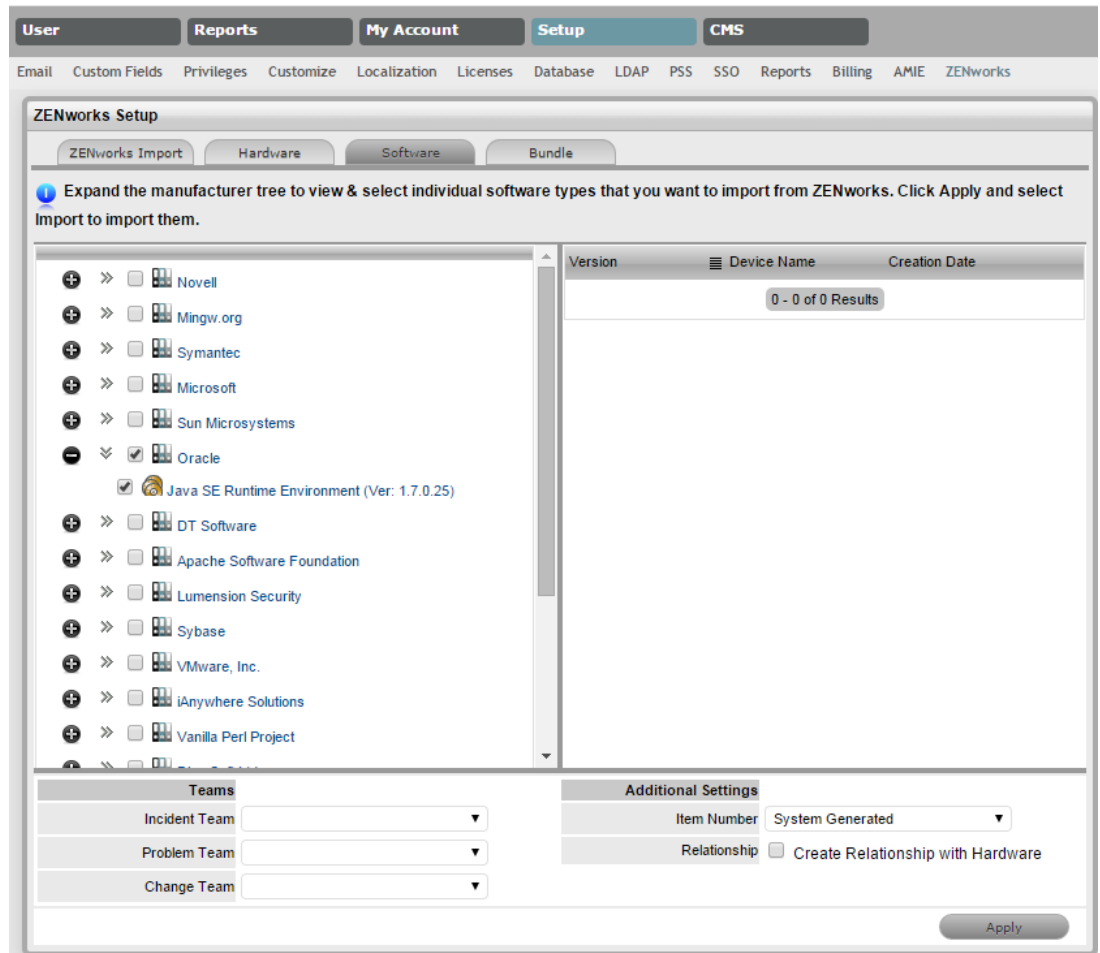 User Reports My Account Setup CMS
Email Custom Fields Privileges Customize Localization Licenses Database LDAP PSS SSO Reports Billing AMIE ZENworks
ZENworks Setup
ZENworks Import Hardware Software Bundle
Expand the manufacturer tree to view & select individual software types that you want to import from ZENworks. Click Apply and select
Import to import them.
Version Device Name Creation Date
0 - 0 of 0 Results
Novell
Mingw.org
Symantec
Microsoft
Sun Microsystems
Oracle
Java SE Runtime Environment (Ver: 1.7.0.25)
DT Software
Apache Software Foundation
Lumension Security
Sybase
VMware, Inc.
iAnywhere Solutions
Vanilla Perl Project
Teams
Incident Team
Problem Team
Change Team
Additional Settings
Item Number System Generated
Relationship Create Relationship with Hardware
Apply